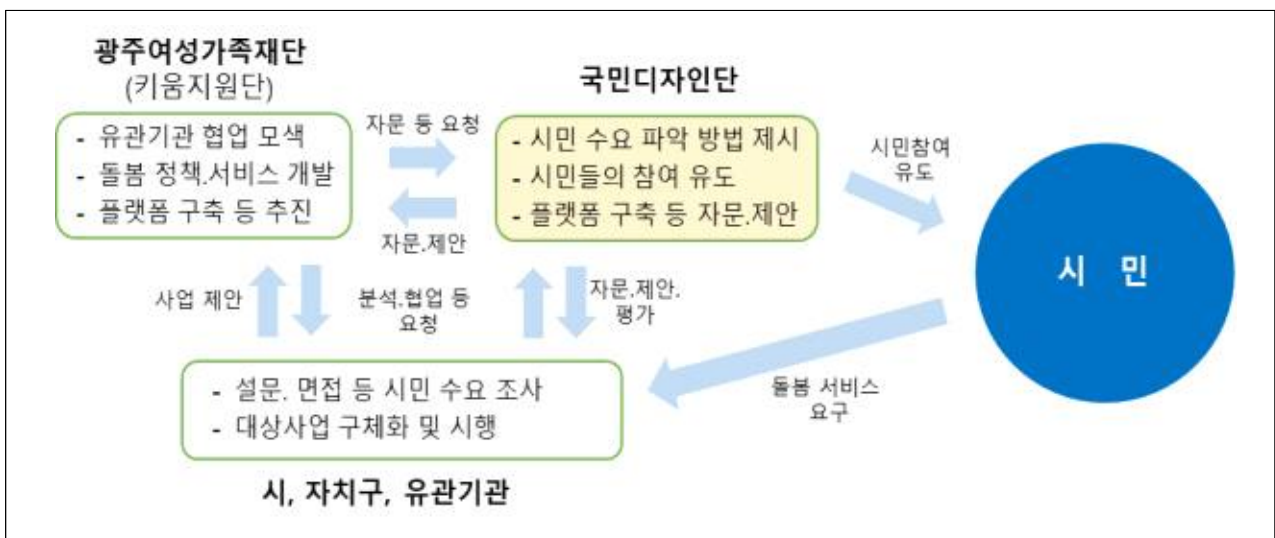 광주여성가족재단
(키움지원단)
- 유관기관 협업 모색
- 돌봄 정책.서비스 개발
- 플랫폼 구축 등 추진
자문 등 요청
자문.제안
국민디자인단
- 시민 수요 파악 방법 제시
- 시민들의 참여 유도
- 플랫폼 구축 등 자문.제안
시민참여
유도
시 민
사업 제안
분석.협업 등
요청
자문.제안.
평가
돌봄 서비스
요구
- 설문. 면접 등 시민 수요 조사
- 대상사업 구체화 및 시행
시, 자치구, 유관기관